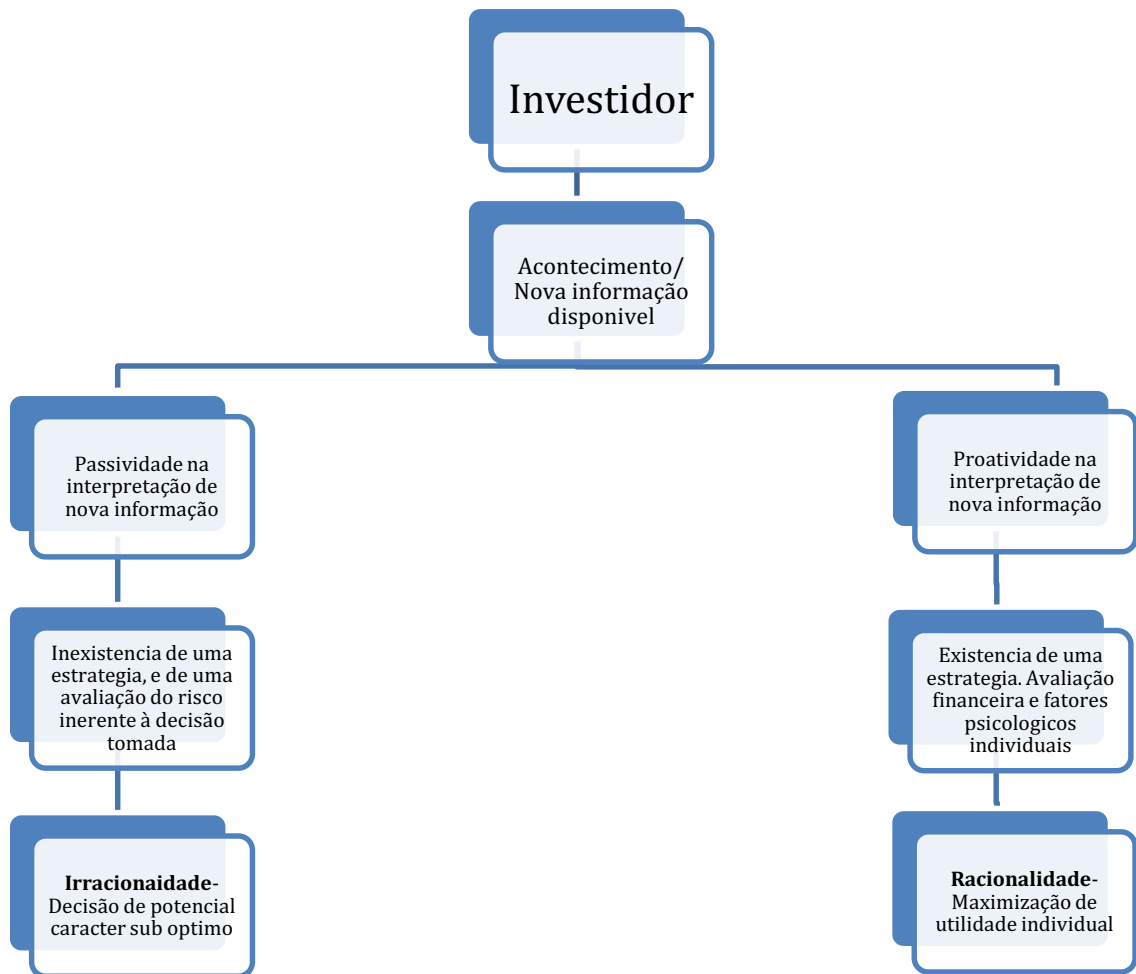 Investidor
Acontecimento/
Nova informação
disponivel
Passividade na
interpretação de
nova informação
Proatividade na
interpretação de
nova informação
Inexistencia de uma
estrategia, e de uma
avaliação do risco
inerente à decisão
tomada
Existencia de uma
estrategia. Avaliação
financeira e fatores
psicologicos
individuais
Irracionaidade-
Decisão de potencial
caracter sub optimo
Racionalidade-
Maximização de
utilidade individual